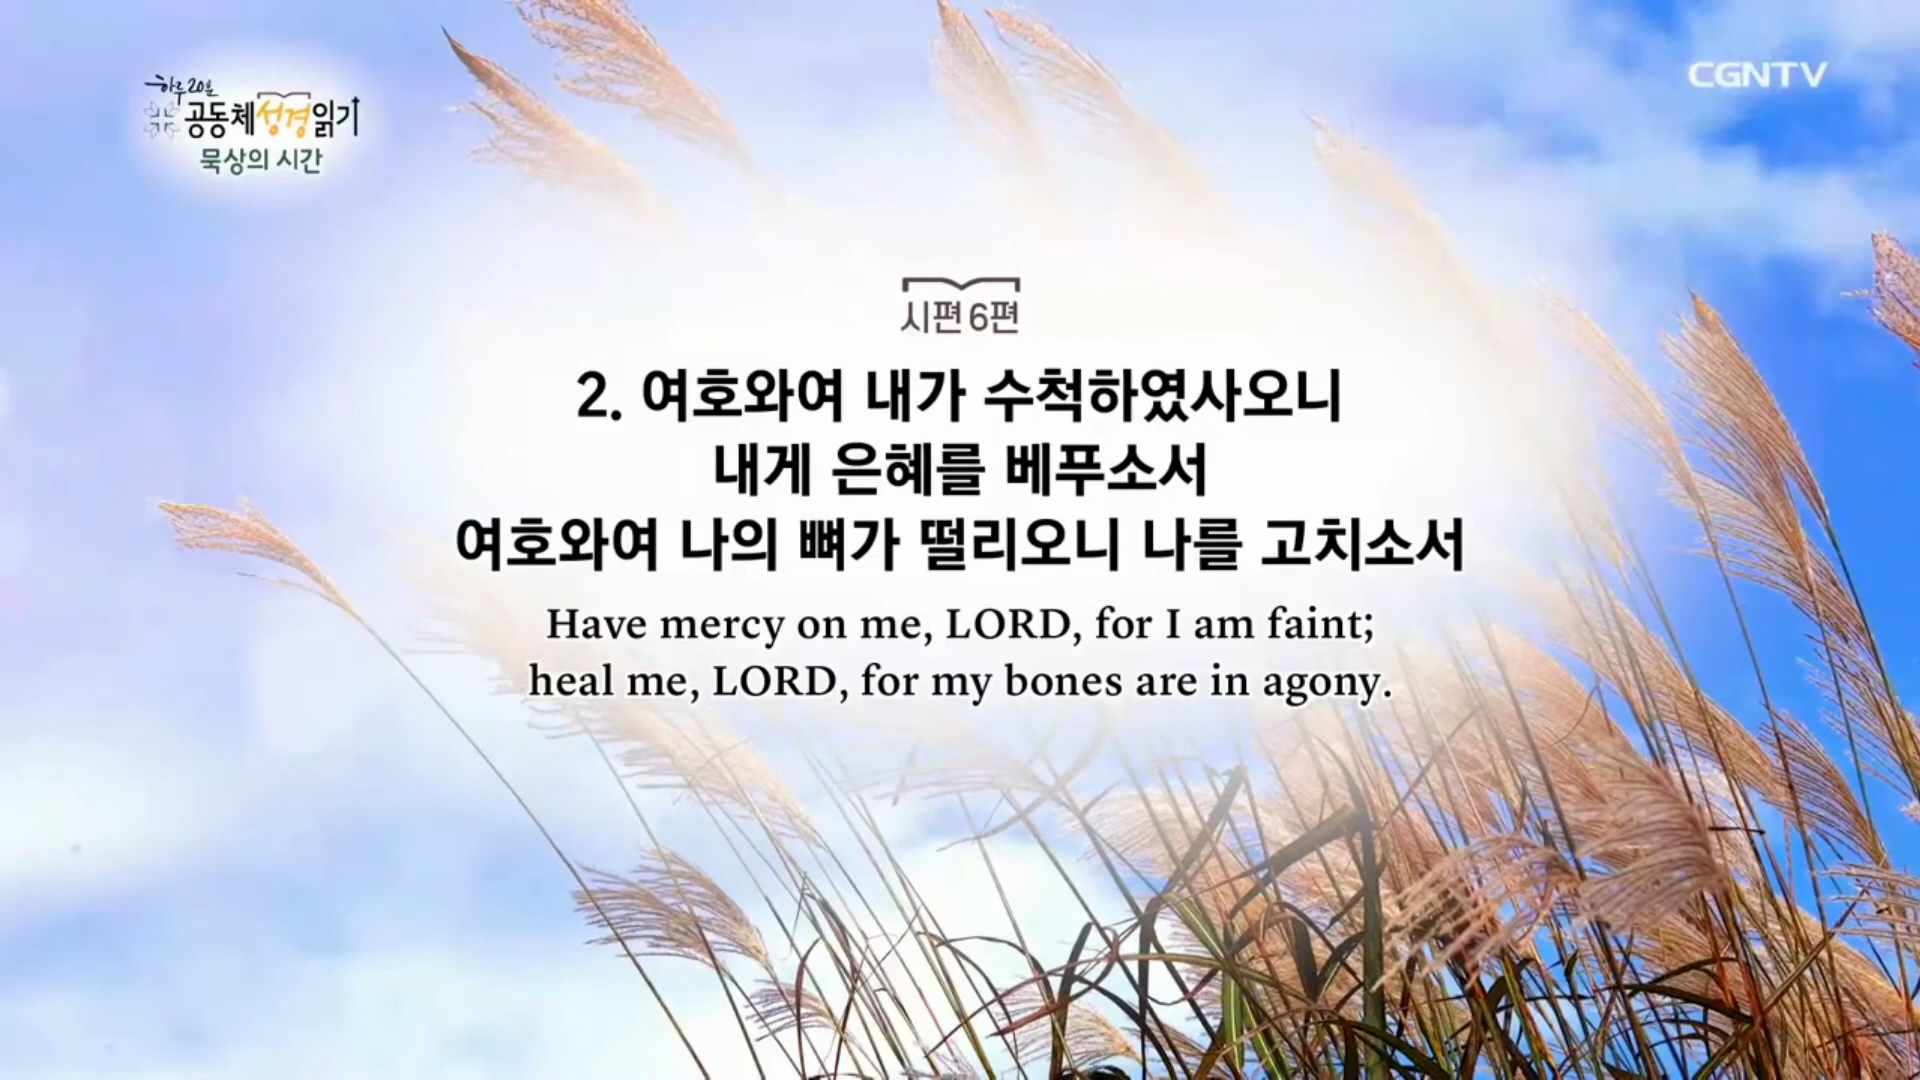 하루 20분
공동체성경읽기
묵상의 시간
CGNTV
시편 6편
2. 여호와여 내가 수척하였사오니
내게 은혜를 베푸소서
여호와여 나의 뼈가 떨리오니 나를 고치소서
Have mercy on me, LORD, for I am faint;
heal me, LORD, for my bones are in agony.